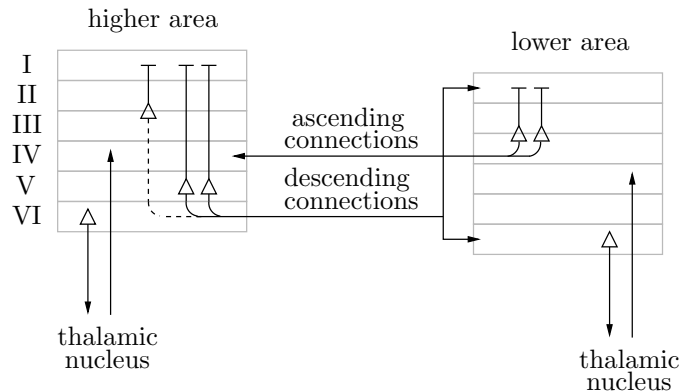 higher area
lower area
I
II
III
IV
V
VI
ascending
connections
descending
connections
thalamic
nucleus
thalamic
nucleus